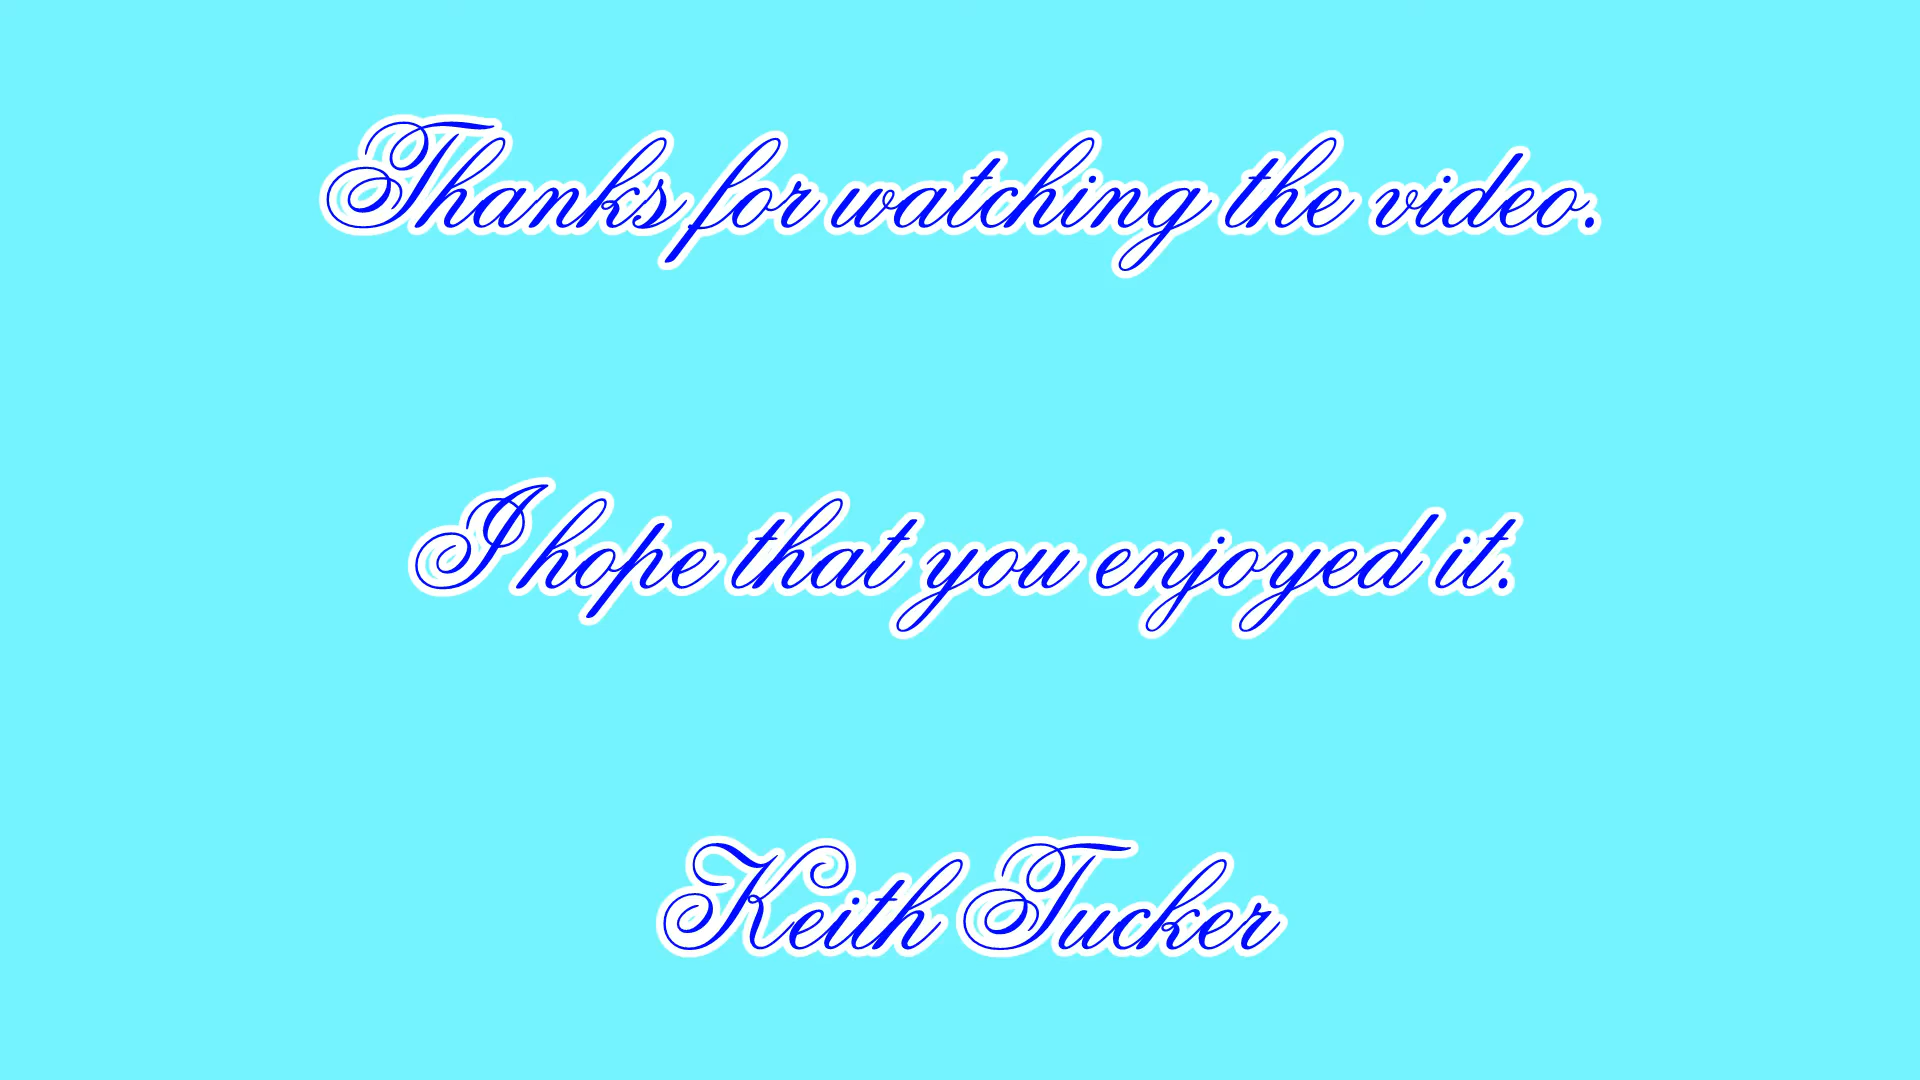 Thanks for watching the video.
I hope that you enjoyed it.
Keith Tucker